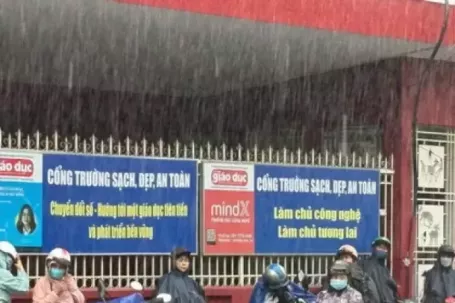 giáo dục
CỔNG TRƯỜNG SẠCH, ĐẸP, AN TOÀN
Chuyển đổi số - Hướng tới một giáo dục tiên tiến
và phát triển bền vững
giáo dục
mindX
CỔNG TRƯỜNG SẠCH, ĐẸP, AN TOÀN
Làm chủ công nghệ
Làm chủ tương lai